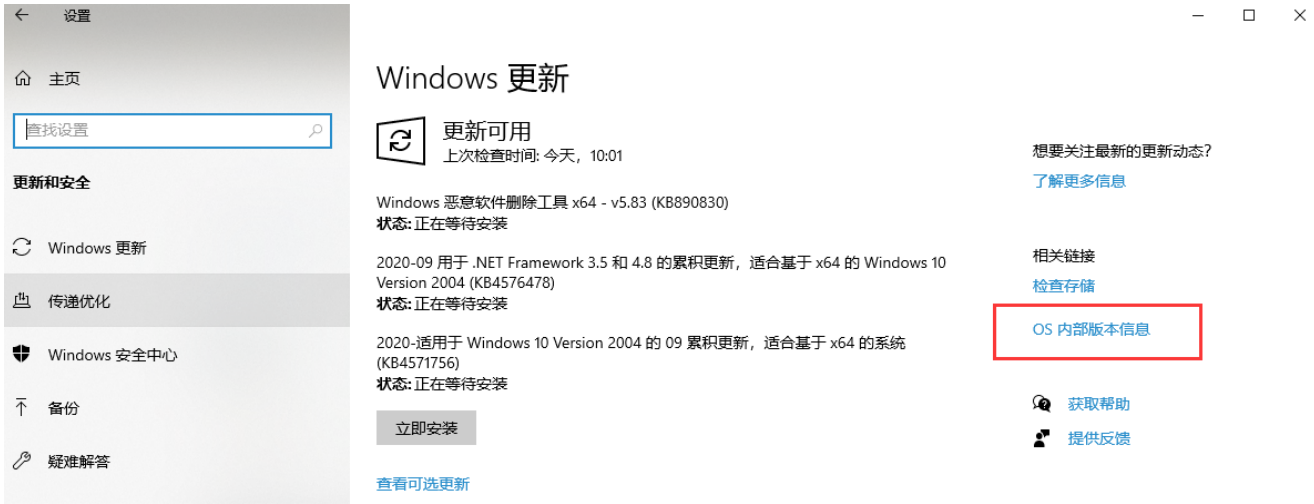 设置
主页
查找设置
更新和安全
Windows 更新
传递优化
Windows 安全中心
备份
疑难解答
Windows 更新
更新可用
上次检查时间: 今天，10:01
Windows 恶意软件删除工具 x64 - v5.83 (KB890830)
状态: 正在等待安装
2020-09 用于 .NET Framework 3.5 和 4.8 的累积更新，适合基于 x64 的 Windows 10
Version 2004 (KB4576478)
状态: 正在等待安装
2020-适用于 Windows 10 Version 2004 的 09 累积更新，适合基于 x64 的系统
(KB4571756)
状态: 正在等待安装
立即安装
查看可选更新
想要关注最新的更新动态?
了解更多信息
相关链接
检查存储
OS 内部版本信息
获取帮助
提供反馈